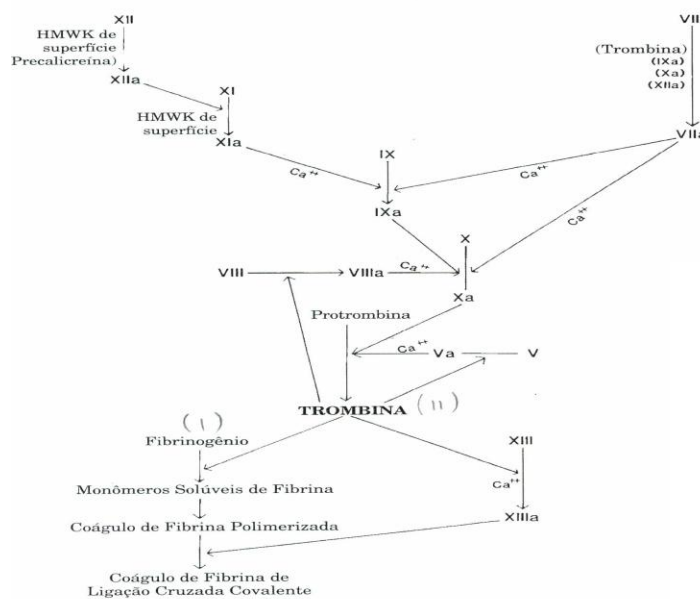 XII
HMWK de
superfície
Precalicreína)
XIIa
XI
HMWK de
superfície
XIa
Ca++
IX
IXa
VII
(Trombina)
(IXa)
(Xa)
(XIIa)
VIIa
Ca++
Ca++
X
VIII
VIIIa
Ca++
Xa
Protrombina
Ca++
Va
V
TROMBINA (II)
(I)
Fibrinogênio
XIII
Ca++
XIIIa
Monômeros Solúveis de Fibrina
Coágulo de Fibrina Polimerizada
Coágulo de Fibrina de
Ligação Cruzada Covalente